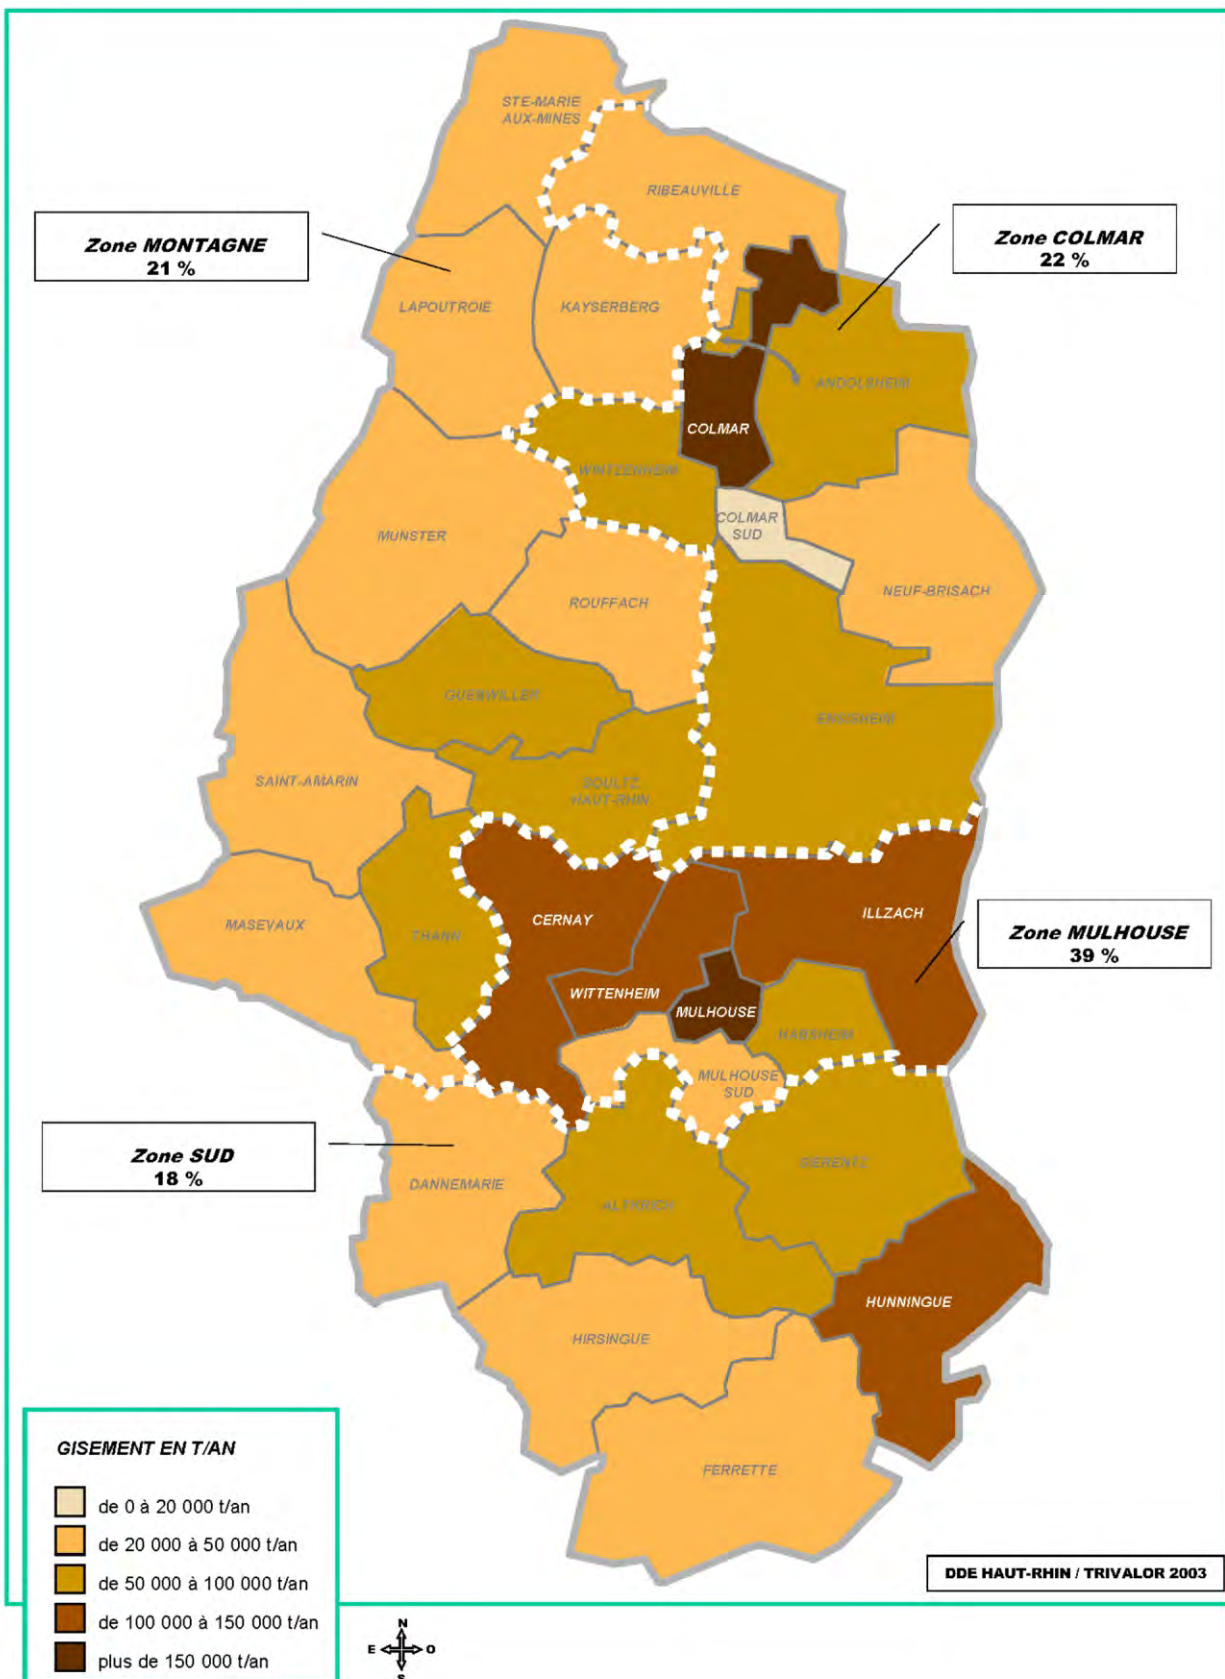 STE-MARIE
AUX-MINES
RIBEAUVILLE
Zone MONTAGNE
21 %
Zone COLMAR
22 %
LAPOUTROIE
KAYSERBERG
ANDOLSHEIM
COLMAR
WINTZENHEIM
COLMAR
SUD
MUNSTER
NEUF-BRISACH
ROUFFACH
GUEBWILLER
ENSISHEIM
SAINT-AMARIN
SOULTZ
HAUT-RHIN
MASEVAUX
THANN
CERNAY
ILLZACH
Zone MULHOUSE
39 %
WITTENHEIM
MULHOUSE
HABSHEIM
MULHOUSE
SUD
Zone SUD
18 %
DANNEMARIE
SIERENTZ
ALTKIRCH
HUNNINGUE
HIRSINGUE
FERRETTE
GISEMENT EN T/AN
de 0 à 20 000 t/an
de 20 000 à 50 000 t/an
de 50 000 à 100 000 t/an
de 100 000 à 150 000 t/an
plus de 150 000 t/an
DDE HAUT-RHIN / TRIVALOR 2003
N
E O
S